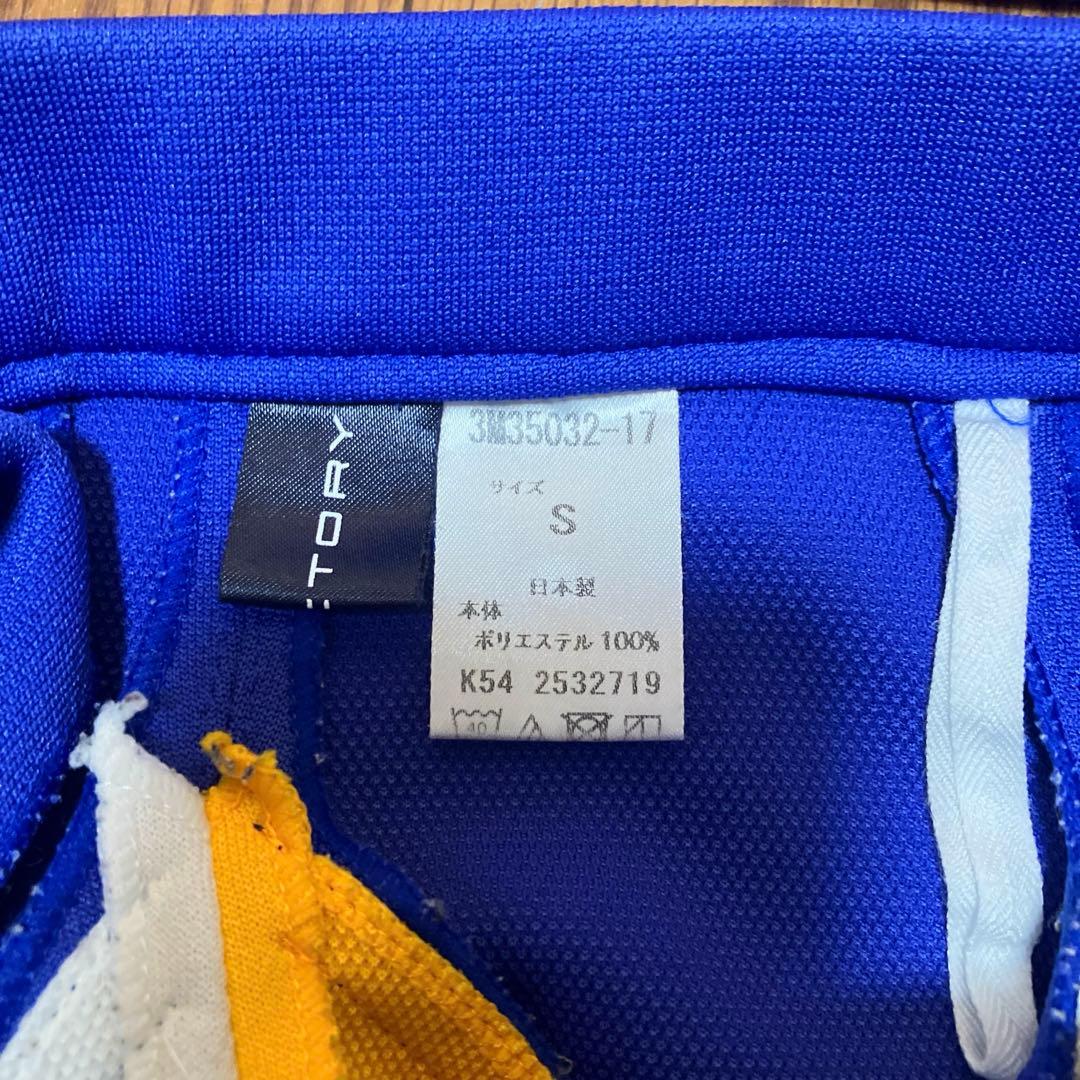 3M35032-17
サイズ
S
日本製
本体
ポリエステル 100%
K54 2532719
40
TORY